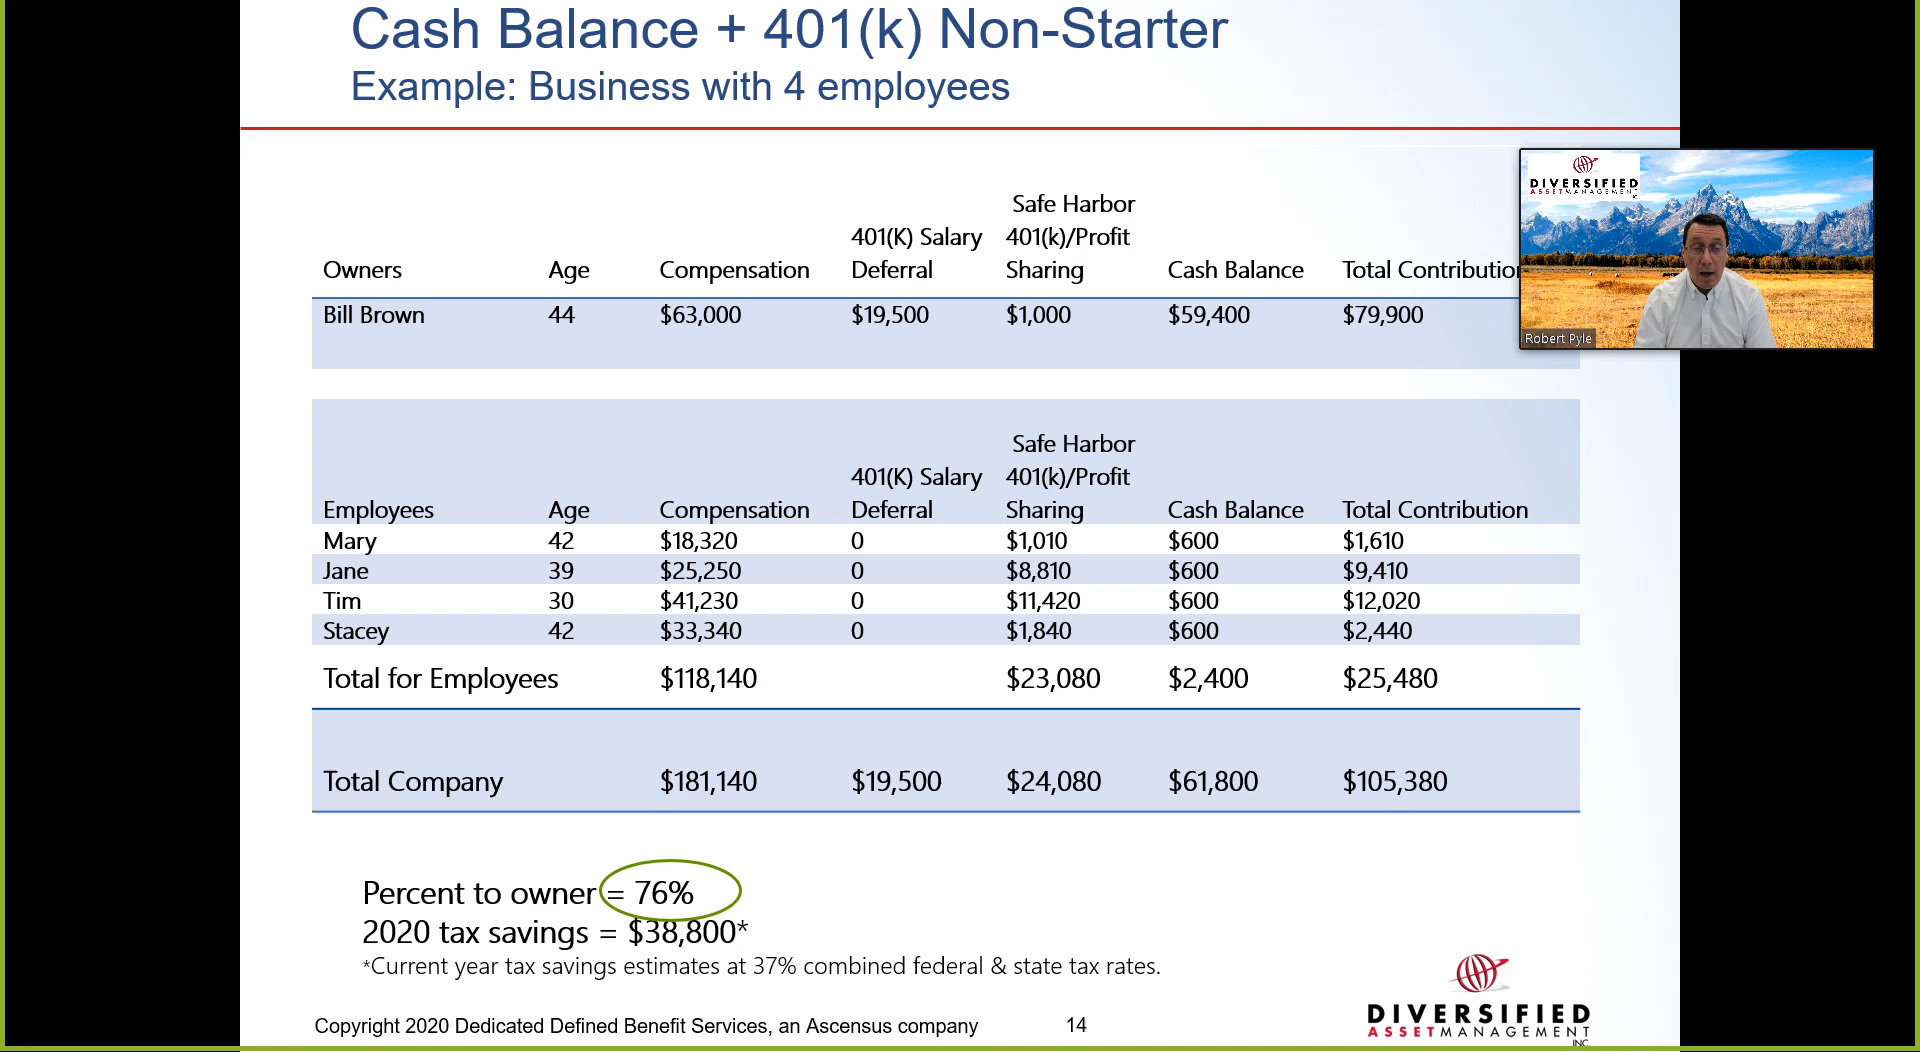 Cash Balance + 401(k) Non-Starter
Example: Business with 4 employees
Safe Harbor
401(K) Salary 401(k)/Profit
Owners Age Compensation Deferral Sharing Cash Balance Total Contribution
Bill Brown 44 $63,000 $19,500 $1,000 $59,400 $79,900
DIVERSIFIED
ASSETMANAGEMENT
Robert Pyle
Safe Harbor
401(K) Salary 401(k)/Profit
Employees Age Compensation Deferral Sharing Cash Balance Total Contribution
Mary 42 $18,320 0 $1,010 $600 $1,610
Jane 39 $25,250 0 $8,810 $600 $9,410
Tim 30 $41,230 0 $11,420 $600 $12,020
Stacey 42 $33,340 0 $1,840 $600 $2,440
Total for Employees $118,140 $23,080 $2,400 $25,480
Total Company $181,140 $19,500 $24,080 $61,800 $105,380
Percent to owner = 76%
2020 tax savings = $38,800*
*Current year tax savings estimates at 37% combined federal & state tax rates.
Copyright 2020 Dedicated Defined Benefit Services, an Ascensus company 14
DIVERSIFIED
ASSETMANAGEMENT
INC.